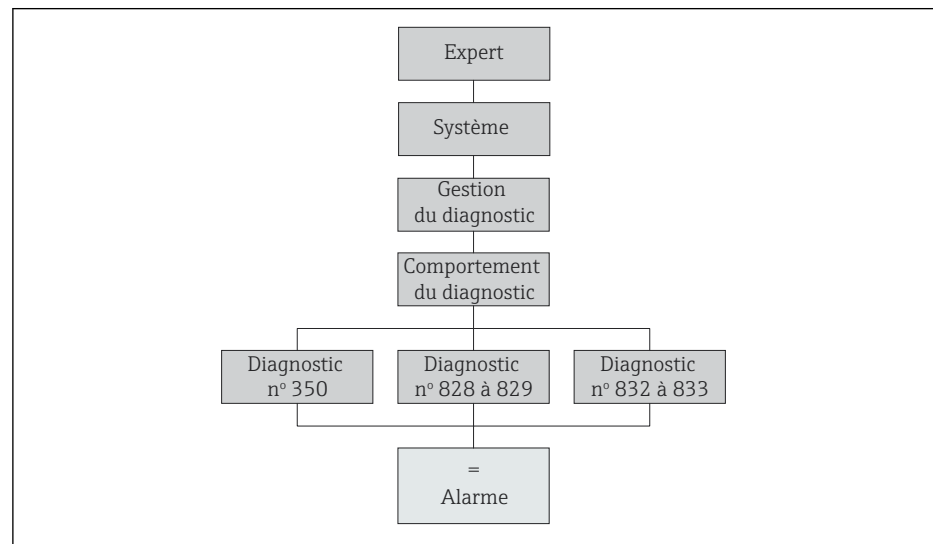 Expert
Système
Gestion
du diagnostic
Comportement
du diagnostic
Diagnostic
nº 350
Diagnostic
nº 828 à 829
Diagnostic
nº 832 à 833
=
Alarme